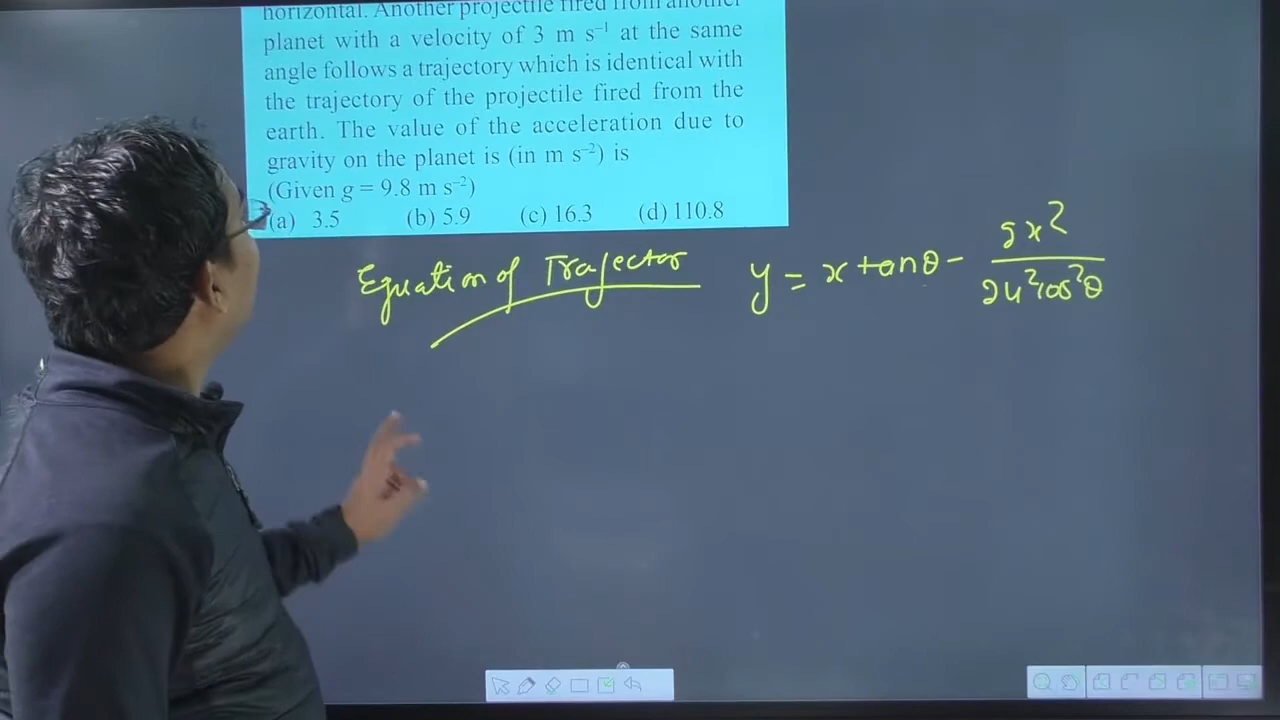 horizontal. Another projectile fired from another
planet with a velocity of 3 m s⁻¹ at the same
angle follows a trajectory which is identical with
the trajectory of the projectile fired from the
earth. The value of the acceleration due to
gravity on the planet is (in m s⁻²) is
(Given g = 9.8 m s⁻²)
(a) 3.5 (b) 5.9 (c) 16.3 (d) 110.8
Equation of Trajector y = x tanθ - gx²/2u²cos²θ